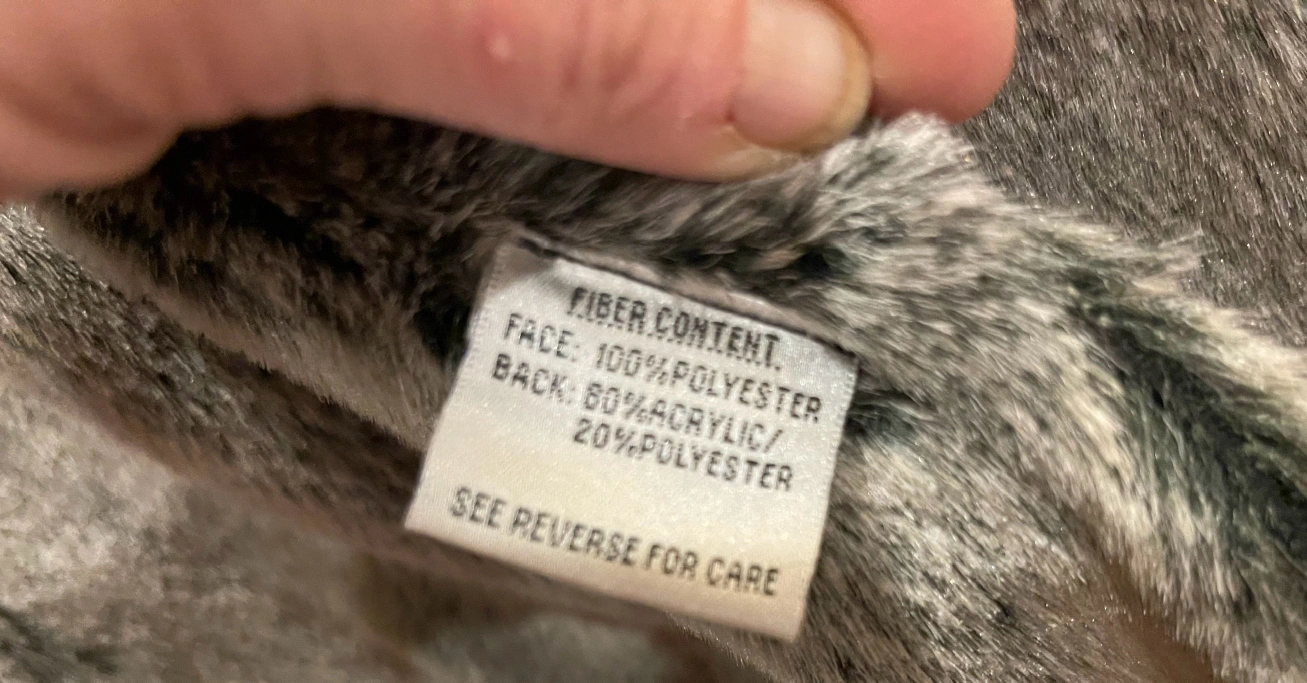 FIBER CONTENT.
FACE: 100%POLYESTER
BACK: 80%ACRYLIC/
20%POLYESTER
SEE REVERSE FOR CARE